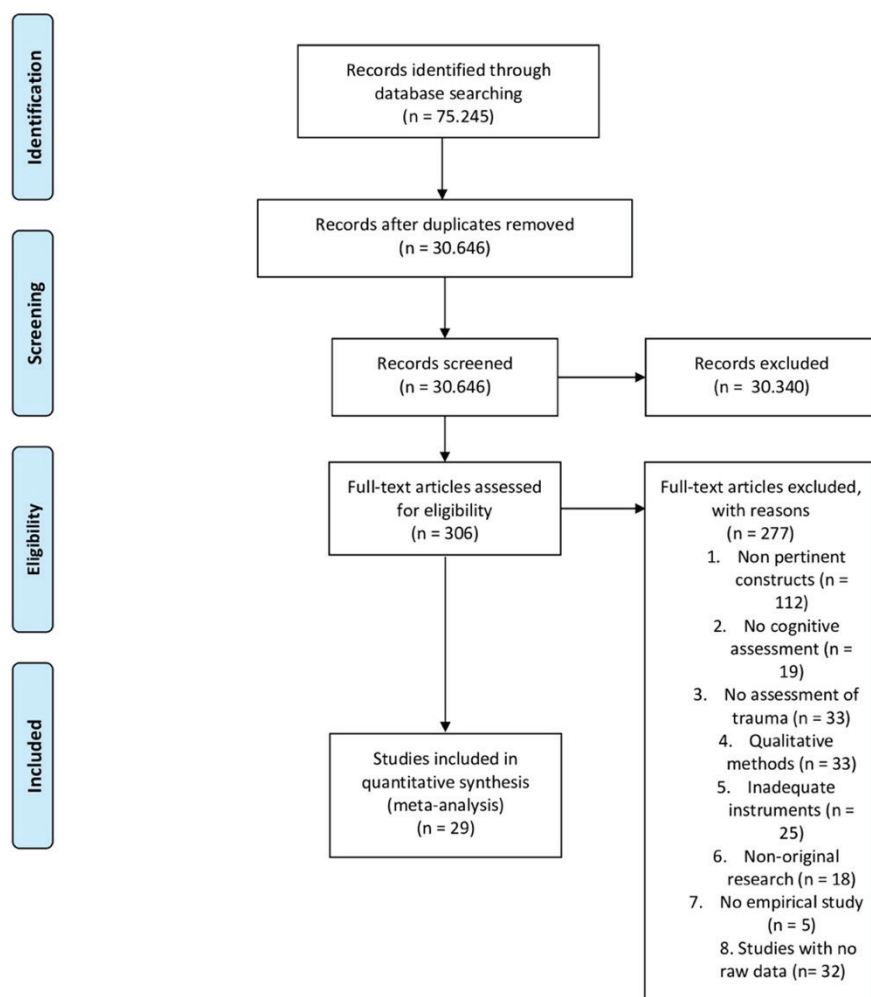 Identification
Records identified through
database searching
(n = 75.245)
Records after duplicates removed
(n = 30.646)
Screening
Records screened
(n = 30.646)
Records excluded
(n = 30.340)
Eligibility
Full-text articles assessed
for eligibility
(n = 306)
Full-text articles excluded,
with reasons
(n = 277)
1. Non pertinent
constructs (n =
112)
2. No cognitive
assessment (n =
19)
3. No assessment of
trauma (n = 33)
4. Qualitative
methods (n = 33)
5. Inadequate
instruments (n =
25)
6. Non-original
research (n = 18)
7. No empirical study
(n = 5)
8. Studies with no
raw data (n= 32)
Included
Studies included in
quantitative synthesis
(meta-analysis)
(n = 29)